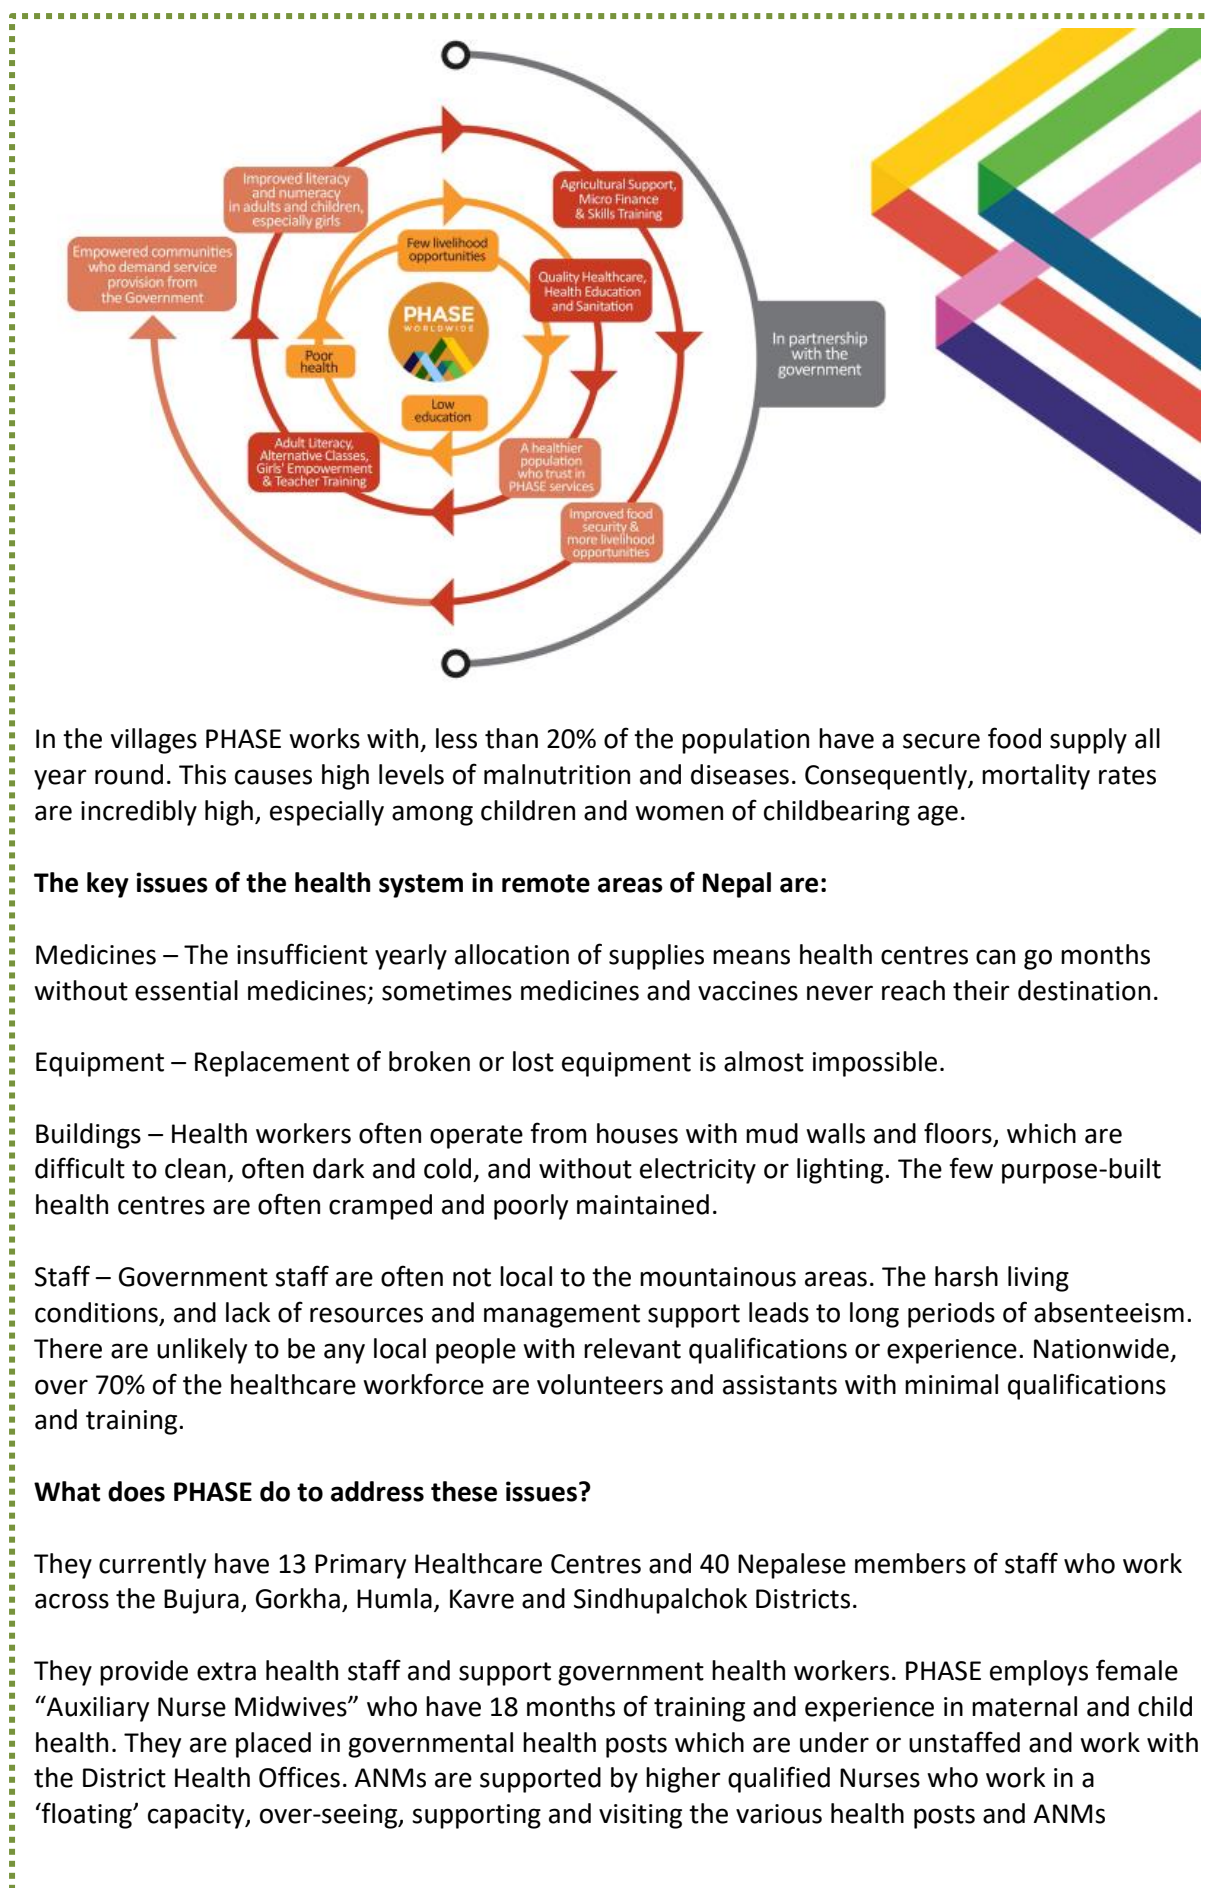 Improved literacy
and numeracy
in adults and children,
especially girls
Agricultural Support,
Micro Finance
& Skills Training
Empowered communities
who demand service
provision from
the Government
Few livelihood
opportunities
Quality Healthcare,
Health Education
and Sanitation
PHASE
WORLDWIDE
In partnership
with the
government
Poor
health
Low
education
Adult Literacy,
Alternative Classes,
Girls' Empowerment
& Teacher Training
A healthier
population
who trust in
PHASE services
Improved food
security &
more livelihood
opportunities
In the villages PHASE works with, less than 20% of the population have a secure food supply all
year round. This causes high levels of malnutrition and diseases. Consequently, mortality rates
are incredibly high, especially among children and women of childbearing age.
The key issues of the health system in remote areas of Nepal are:
Medicines – The insufficient yearly allocation of supplies means health centres can go months
without essential medicines; sometimes medicines and vaccines never reach their destination.
Equipment – Replacement of broken or lost equipment is almost impossible.
Buildings – Health workers often operate from houses with mud walls and floors, which are
difficult to clean, often dark and cold, and without electricity or lighting. The few purpose-built
health centres are often cramped and poorly maintained.
Staff – Government staff are often not local to the mountainous areas. The harsh living
conditions, and lack of resources and management support leads to long periods of absenteeism.
There are unlikely to be any local people with relevant qualifications or experience. Nationwide,
over 70% of the healthcare workforce are volunteers and assistants with minimal qualifications
and training.
What does PHASE do to address these issues?
They currently have 13 Primary Healthcare Centres and 40 Nepalese members of staff who work
across the Bujura, Gorkha, Humla, Kavre and Sindhupalchok Districts.
They provide extra health staff and support government health workers. PHASE employs female
“Auxiliary Nurse Midwives” who have 18 months of training and experience in maternal and child
health. They are placed in governmental health posts which are under or unstaffed and work with
the District Health Offices. ANMs are supported by higher qualified Nurses who work in a
‘floating’ capacity, over-seeing, supporting and visiting the various health posts and ANMs